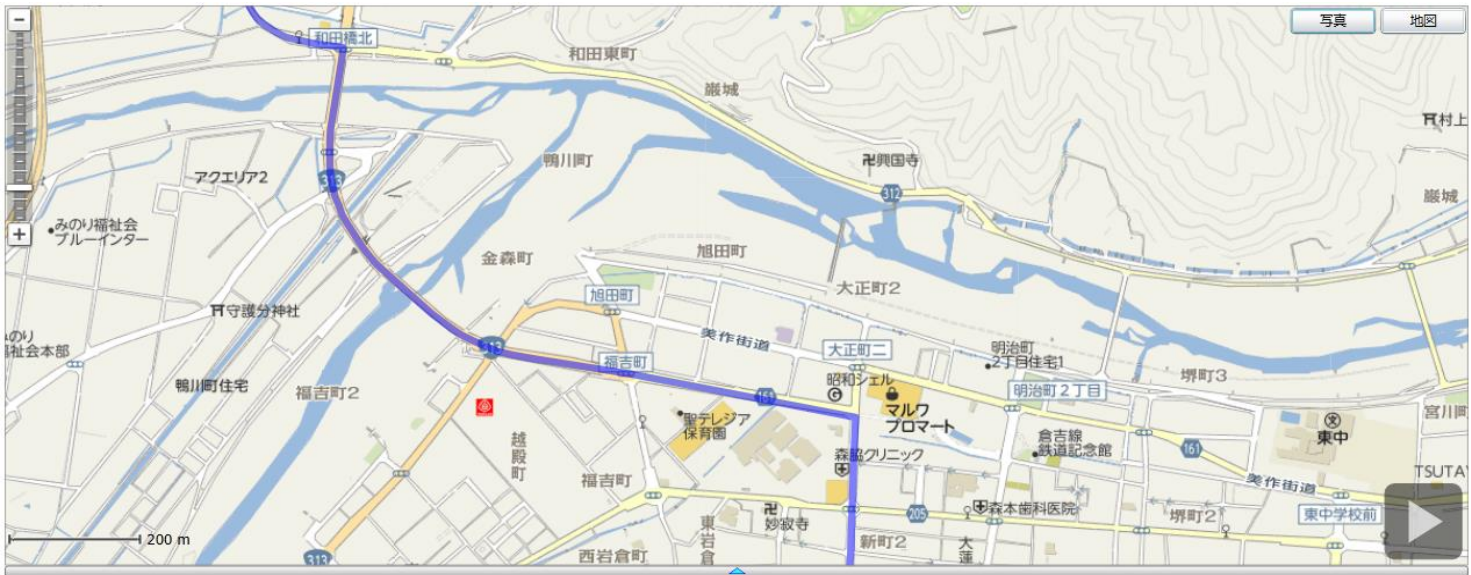 写真
地図
和田橋北
和田東町
巌城
村上
鴨川町
興国寺
アクエリア2
313
312
巌城
みのり福祉会
ブルーインター
金森町
旭田町
大正町2
旭田町
守護分神社
美作街道
みのり
福祉会本部
313
福吉町
大正町二
明治町
2丁目住宅1
堺町3
鴨川町住宅
福吉町2
161
昭和シェル
明治町2丁目
マルワ
プロマート
宮川町
聖テレジア
保育園
東中
越殿町
倉吉線
鉄道記念館
161
森脇クリニック
福吉町
美作街道
TSUTAY
妙寂寺
205
森本歯科医院
堺町2
東中学校前
200 m
313
西岩倉町
東岩倉
新町2
大蓮